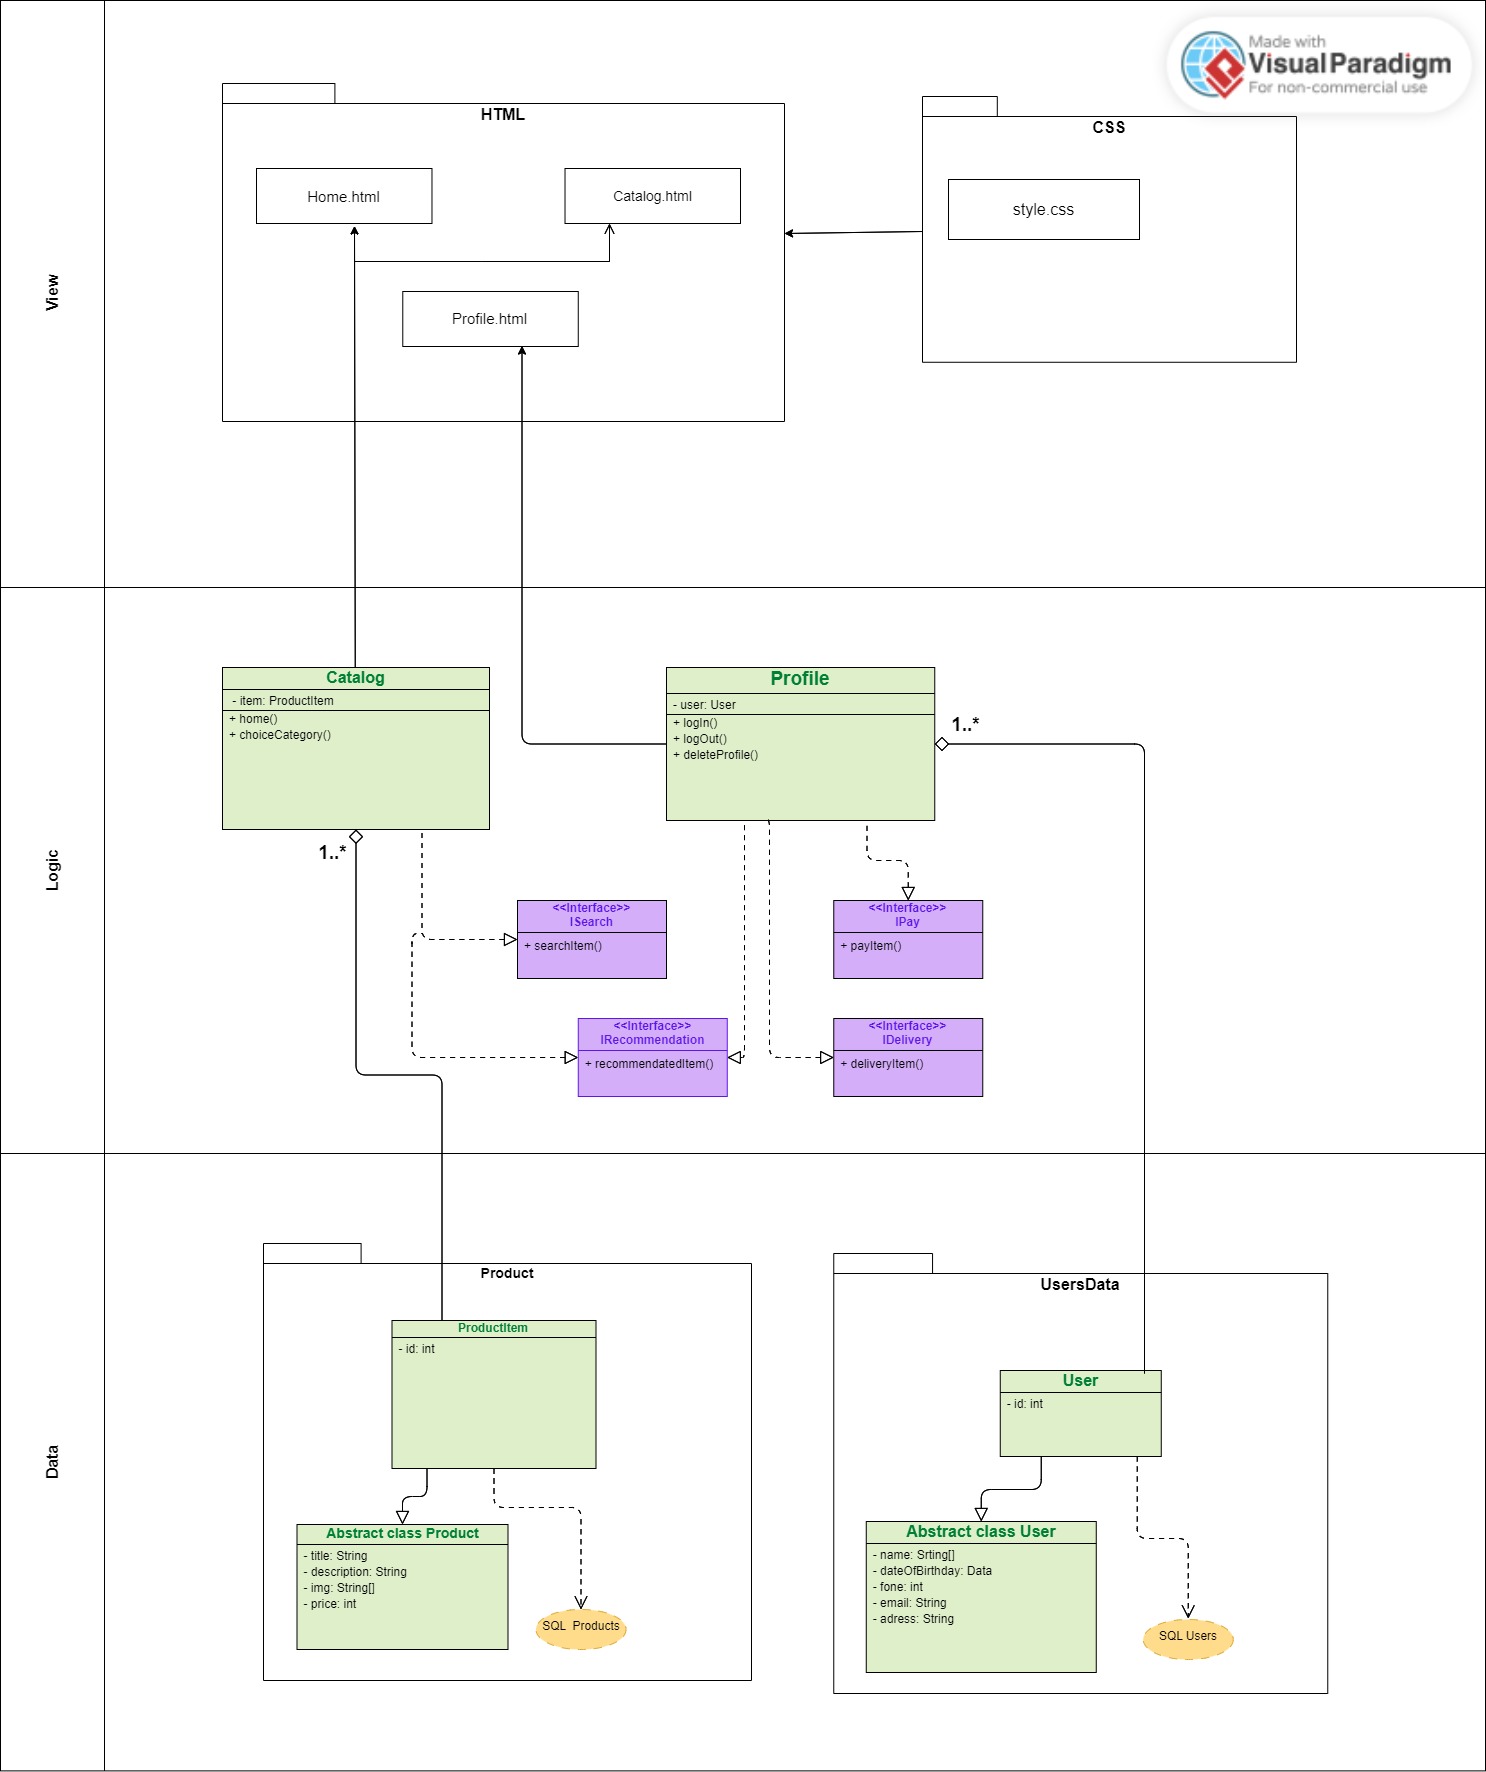 Made with
VisualParadigm
For non-commercial use
View
HTML
Home.html
Catalog.html
Profile.html
CSS
style.css
Logic
Catalog
- item: ProductItem
+ home()
+ choiceCategory()
1..*
Profile
- user: User
+ logIn()
+ logOut()
+ deleteProfile()
1..*
<<Interface>>
ISearch
+ searchItem()
<<Interface>>
IPay
+ payItem()
<<Interface>>
IRecommendation
+ recommendatedItem()
<<Interface>>
IDelivery
+ deliveryItem()
Data
Product
ProductItem
- id: int
Abstract class Product
- title: String
- description: String
- img: String[]
- price: int
SQL Products
UsersData
User
- id: int
Abstract class User
- name: Srting[]
- dateOfBirthday: Data
- fone: int
- email: String
- adress: String
SQL Users